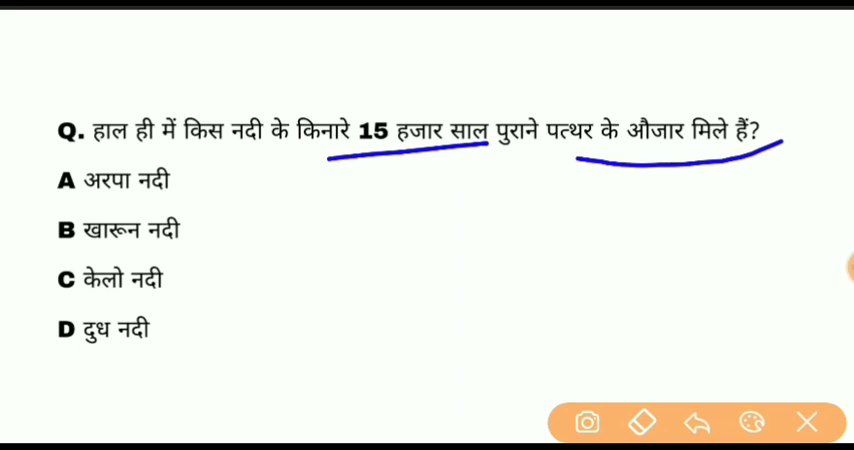 Q. हाल ही में किस नदी के किनारे 15 हजार साल पुराने पत्थर के औजार मिले हैं?
A अरपा नदी
B खारून नदी
C केलो नदी
D दुध नदी